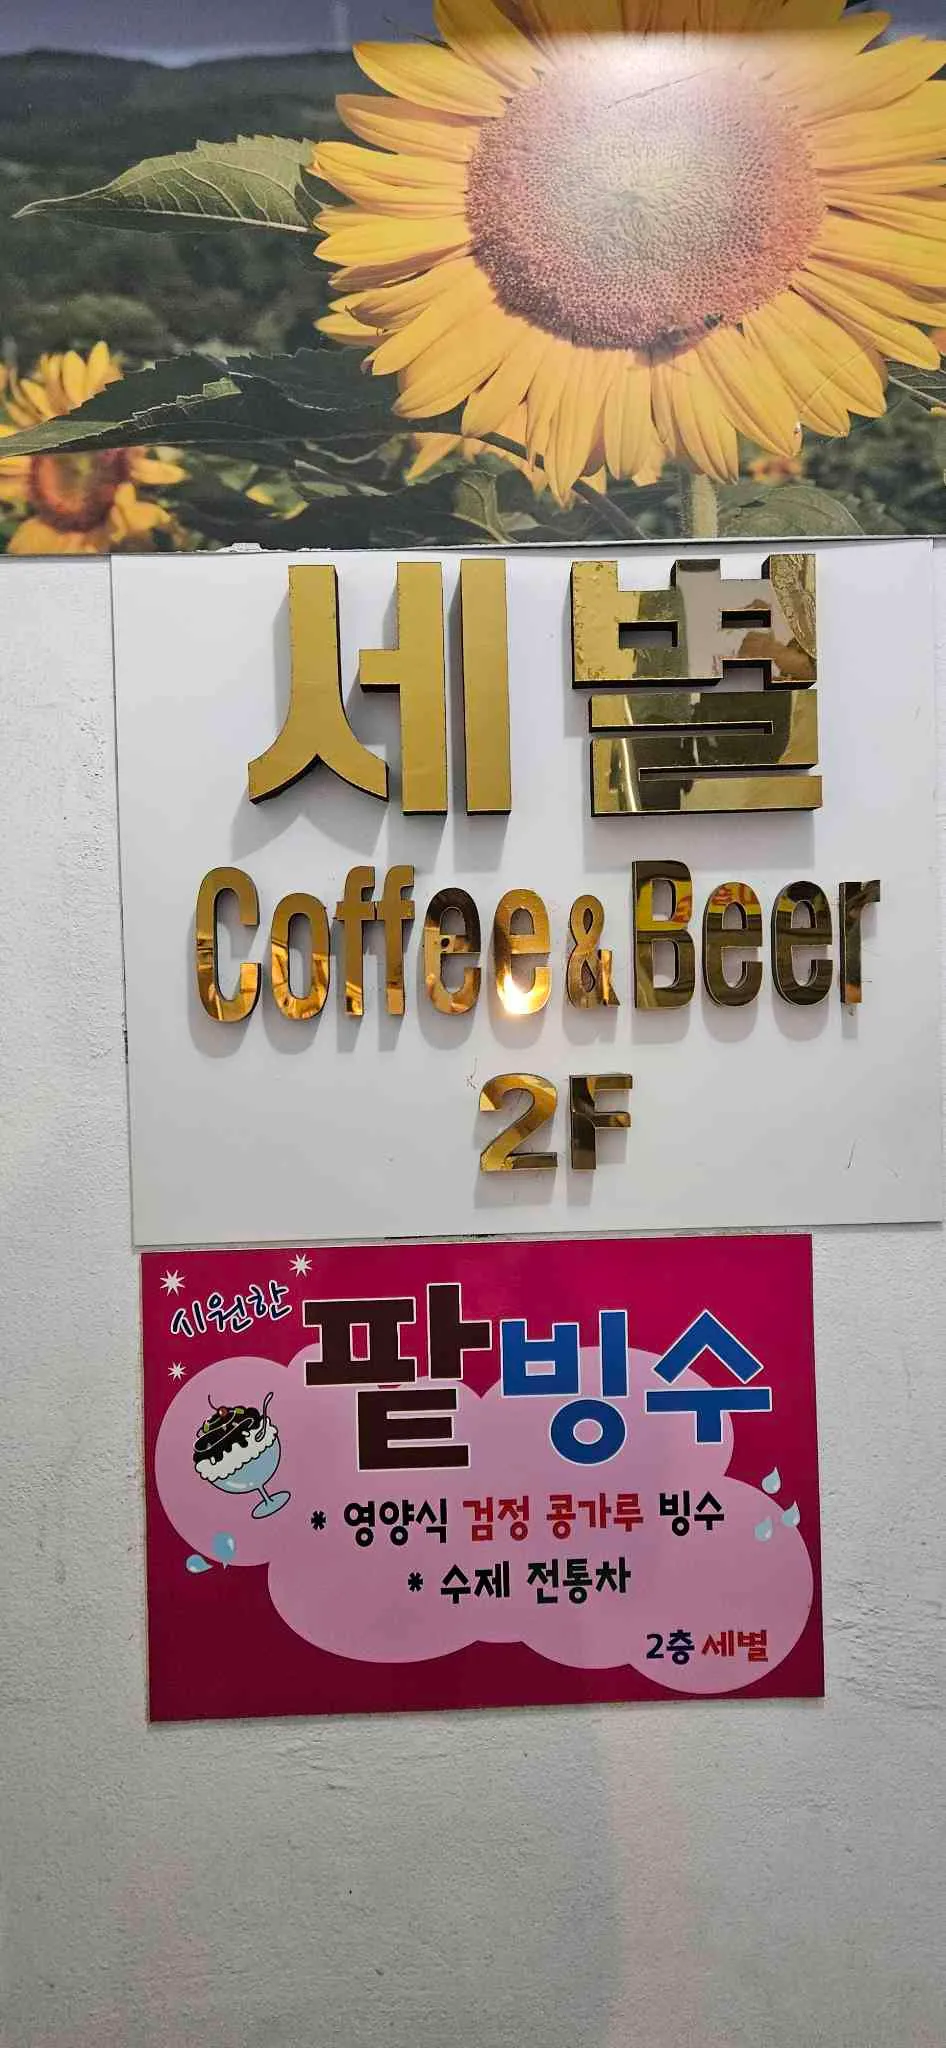 세별
Coffee&Beer
2F
시원한 팥빙수
* 영양식 검정 콩가루 빙수
* 수제 전통차
2층 세별